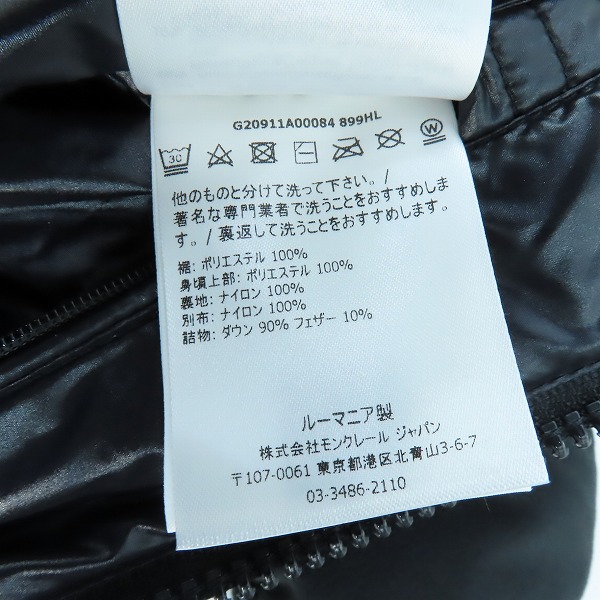 G20911A00084 899HL
30 W
他のものと分けて洗って下さい。/
著名な専門業者で洗うことをおすすめしま
す。/ 裏返して洗うことをおすすめします。
裾: ポリエステル 100%
身頃上部: ポリエステル 100%
裏地: ナイロン 100%
別布: ナイロン 100%
詰物: ダウン 90% フェザー 10%
ルーマニア製
株式会社モンクレール ジャパン
〒107-0061 東京都港区北青山3-6-7
03-3486-2110